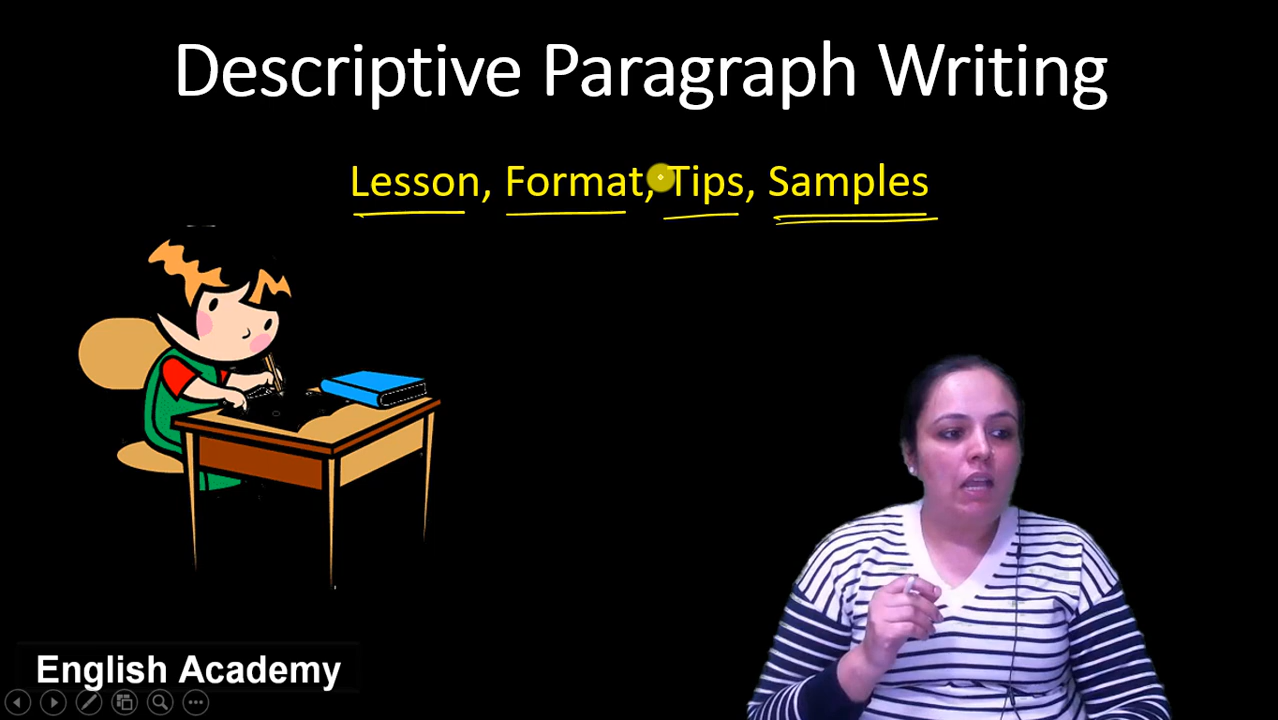 Descriptive Paragraph Writing
Lesson, Format, Tips, Samples
English Academy